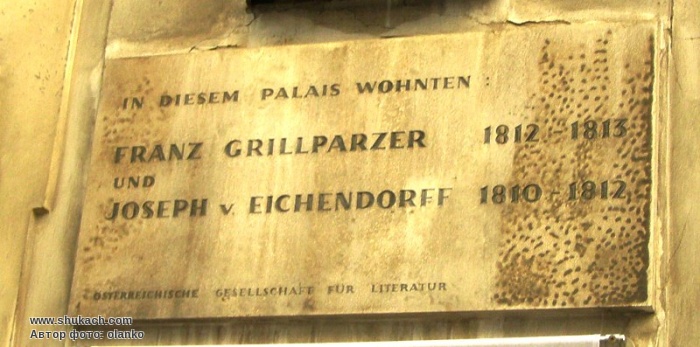 IN DIESEM PALAIS WOHNTEN :
FRANZ GRILLPARZER 1812 - 1813
UND
JOSEPH v. EICHENDORFF 1810 - 1812
ÖSTERREICHISCHE GESELLSCHAFT FÜR LITERATUR
www.shukach.com
Автор фото: olanko